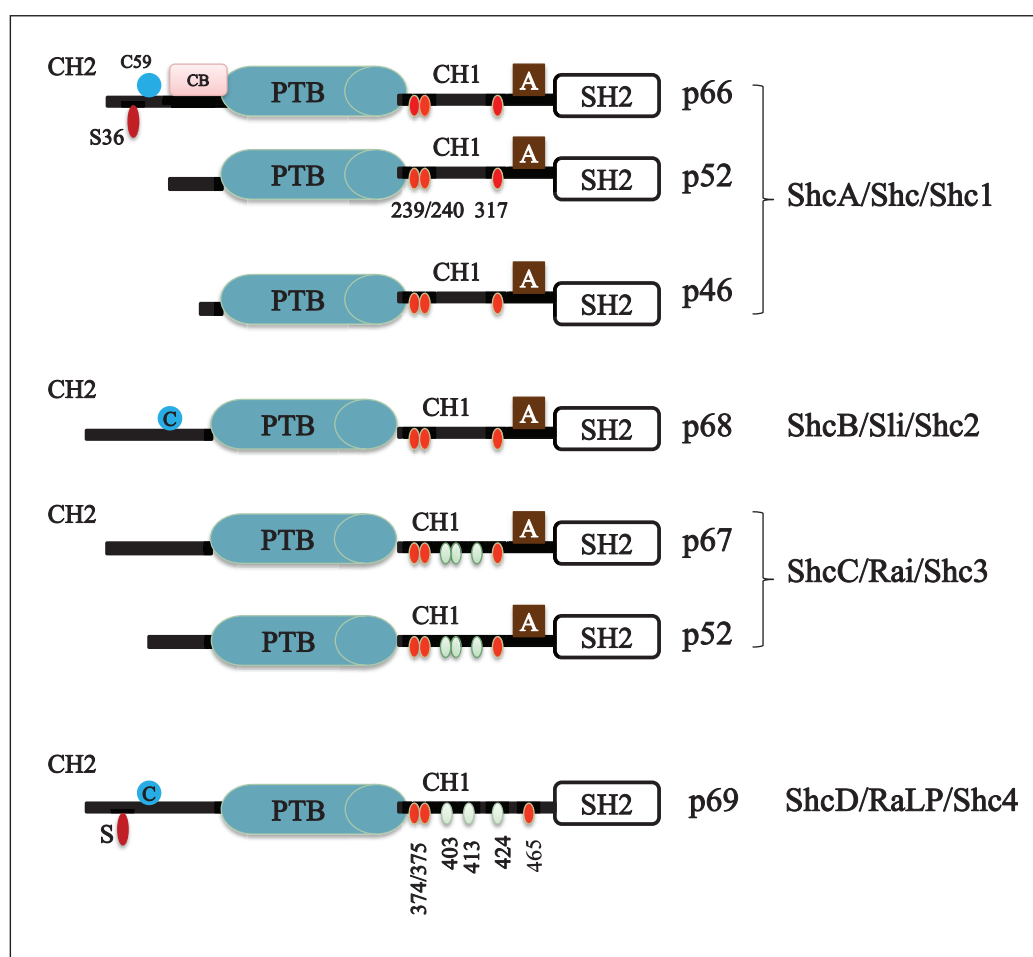 CH2 C59 CB PTB CH1 A SH2 p66
S36
PTB CH1 A SH2 p52
239/240 317
ShcA/Shc/Shc1
PTB CH1 A SH2 p46
CH2 C PTB CH1 A SH2 p68 ShcB/Sli/Shc2
CH2 PTB CH1 A SH2 p67
ShcC/Rai/Shc3
PTB CH1 A SH2 p52
CH2 C PTB CH1 SH2 p69 ShcD/RaLP/Shc4
S
374/375 403 413 424 465